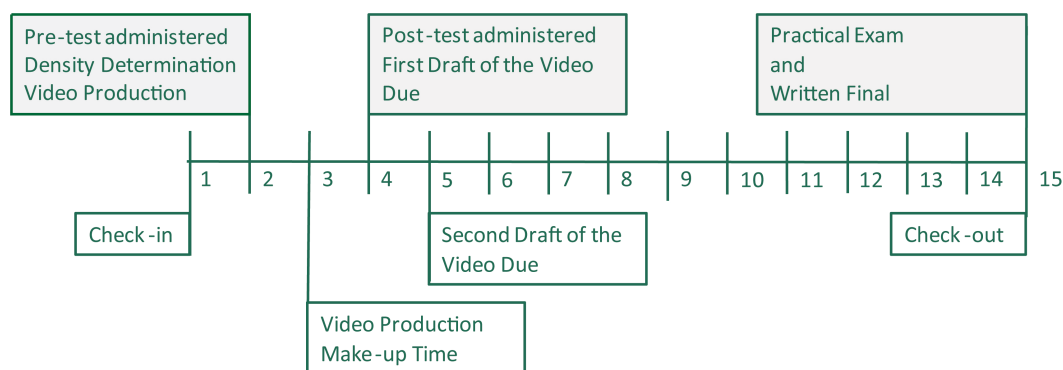 Pre-test administered
Density Determination
Video Production
Post-test administered
First Draft of the Video
Due
Practical Exam
and
Written Final
1 2 3 4 5 6 7 8 9 10 11 12 13 14 15
Check-in
Second Draft of the
Video Due
Check-out
Video Production
Make-up Time